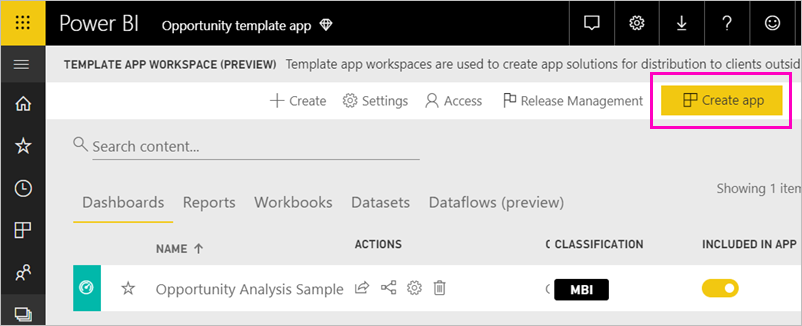 Power BI Opportunity template app
TEMPLATE APP WORKSPACE (PREVIEW) Template app workspaces are used to create app solutions for distribution to clients outsid
Create Settings Access Release Management Create app
Search content...
Showing 1 item
Dashboards Reports Workbooks Datasets Dataflows (preview)
NAME ACTIONS CLASSIFICATION INCLUDED IN APP
Opportunity Analysis Sample MBI